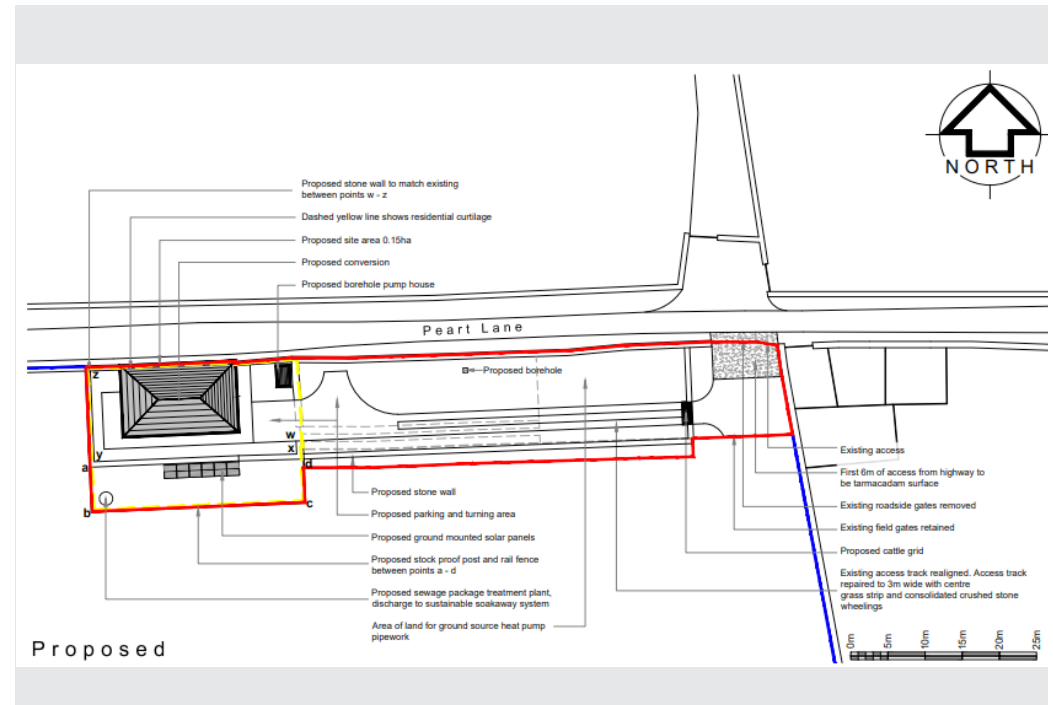 NORTH
Proposed stone wall to match existing
between points w - z
Dashed yellow line shows residential curtilage
Proposed site area 0.15ha
Proposed conversion
Proposed borehole pump house
Peart Lane
z
Proposed borehole
w
y
x
a
d
b
c
Existing access
First 6m of access from highway to
be tarmacadam surface
Existing roadside gates removed
Existing field gates retained
Proposed cattle grid
Existing access track realigned. Access track
repaired to 3m wide with centre
grass strip and consolidated crushed stone
wheelings
Proposed stone wall
Proposed parking and turning area
Proposed ground mounted solar panels
Proposed stock proof post and rail fence
between points a - d
Proposed sewage package treatment plant,
discharge to sustainable soakaway system
Area of land for ground source heat pump
pipework
Proposed
0m 5m 10m 15m 20m 25m